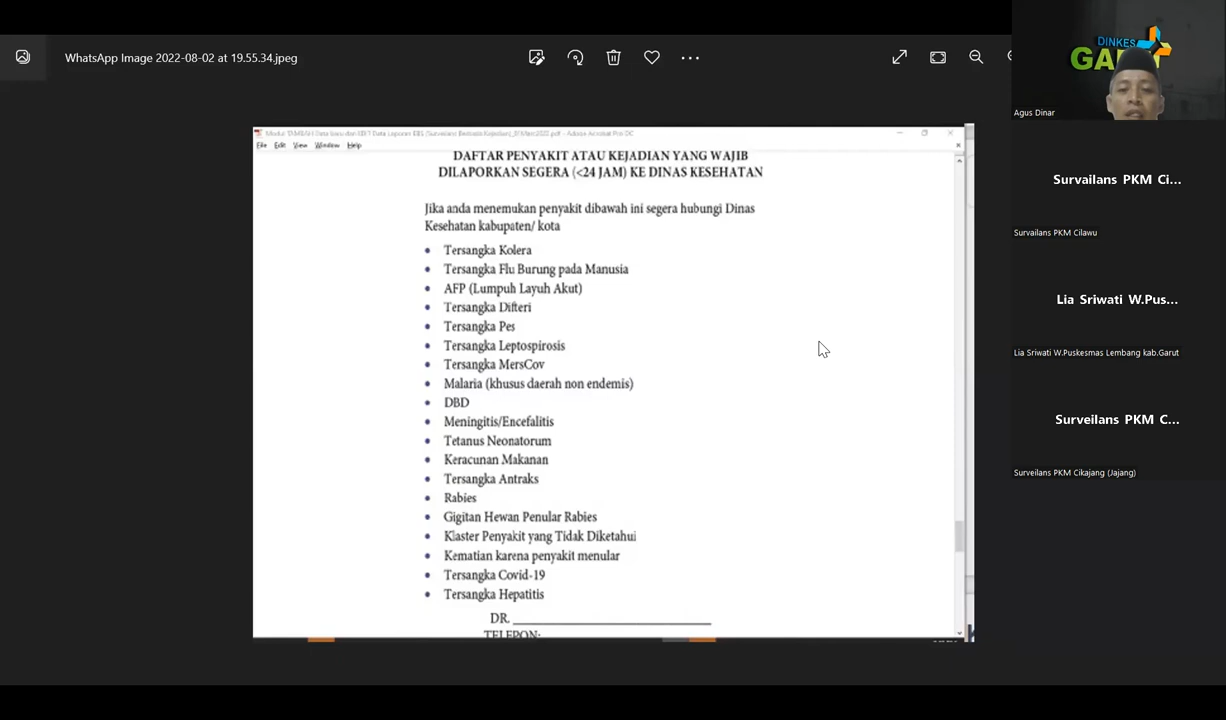 WhatsApp Image 2022-08-02 at 19.55.34.jpeg
DINKES
Agus Dinar
Survailans PKM Ci...
Survailans PKM Cilawu
Lia Sriwati W.Pus...
Lia Sriwati W.Puskesmas Lembang kab.Garut
Surveilans PKM C...
Surveilans PKM Cikajang (Jajang)
File Edit View Window Help
DAFTAR PENYAKIT ATAU KEJADIAN YANG WAJIB
DILAPORKAN SEGERA (<24 JAM) KE DINAS KESEHATAN
Jika anda menemukan penyakit dibawah ini segera hubungi Dinas
Kesehatan kabupaten/ kota
• Tersangka Kolera
• Tersangka Flu Burung pada Manusia
• AFP (Lumpuh Layuh Akut)
• Tersangka Difteri
• Tersangka Pes
• Tersangka Leptospirosis
• Tersangka MersCov
• Malaria (khusus daerah non endemis)
• DBD
• Meningitis/Encefalitis
• Tetanus Neonatorum
• Keracunan Makanan
• Tersangka Antraks
• Rabies
• Gigitan Hewan Penular Rabies
• Klaster Penyakit yang Tidak Diketahui
• Kematian karena penyakit menular
• Tersangka Covid-19
• Tersangka Hepatitis
DR.
TELEPON: